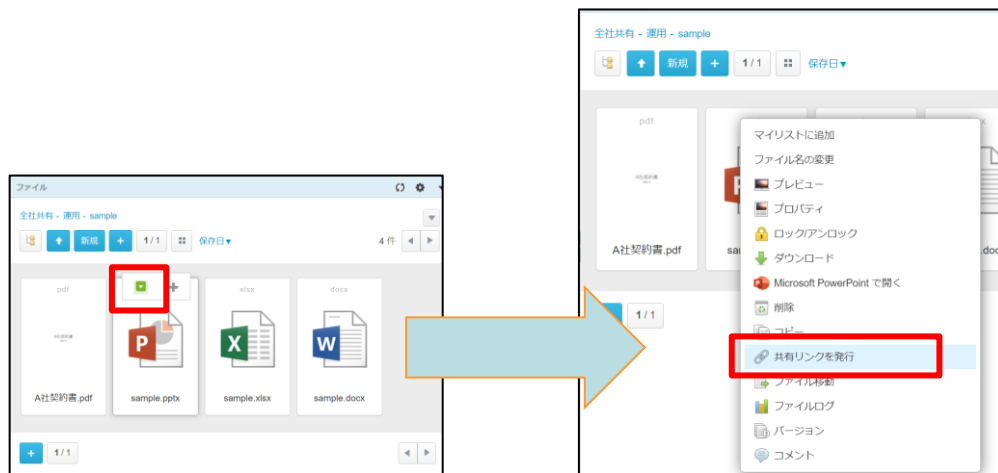 ファイル
全社共有 - 運用 - sample
新規
+
1 / 1
保存日▼
4 件
pdf
xlsx
docx
A社契約書.pdf
sample.pptx
sample.xlsx
sample.docx
+
1 / 1
全社共有 - 運用 - sample
新規
+
1 / 1
保存日▼
pdf
A社契約書.pdf
1 / 1
マイリストに追加
ファイル名の変更
プレビュー
プロパティ
ロック/アンロック
ダウンロード
Microsoft PowerPoint で開く
削除
コピー
共有リンクを発行
ファイル移動
ファイルログ
バージョン
コメント